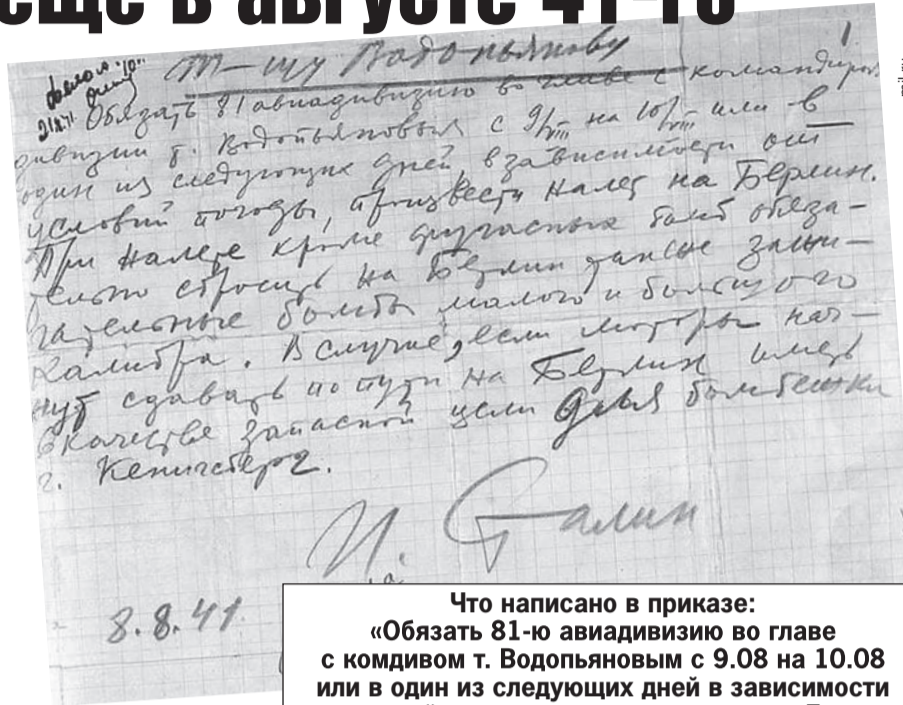 еще в августе 41-го
Т-щу Водопьянову
1
Обязать 81 авиадивизию во главе с командиром
дивизии т. Водопьяновым с 9/VIII на 10/VIII или в
один из следующих дней в зависимости от
условий погоды, произвести налет на Берлин.
При налете кроме фугасных бомб обяза-
тельно сбросить на Берлин также зажи-
гательные бомбы малого и большого
калибра. В случае, если моторы нач-
нут сдавать по пути на Берлин иметь
в качестве запасной цели для бомбежки
г. Кенигсберг.
И. Сталин
8.8.41
Что написано в приказе:
«Обязать 81-ю авиадивизию во главе
с комдивом т. Водопьяновым с 9.08 на 10.08
или в один из следующих дней в зависимости